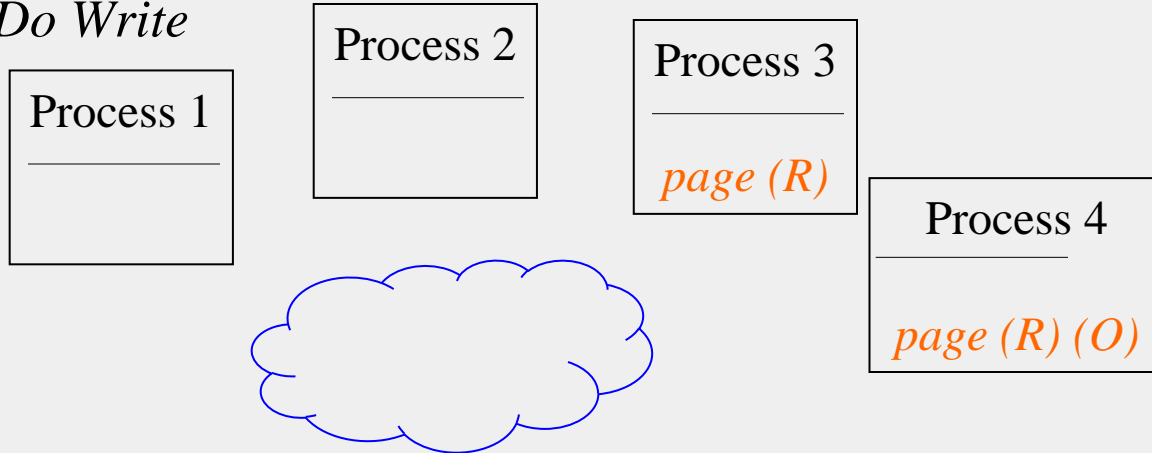 Do Write
Process 1
Process 2
Process 3
page (R)
Process 4
page (R) (O)